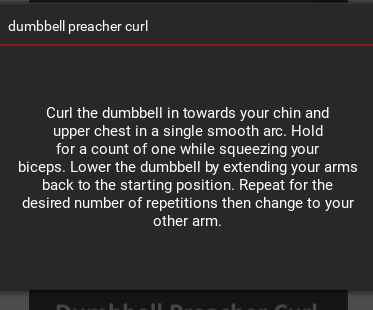 dumbbell preacher curl
Curl the dumbbell in towards your chin and
upper chest in a single smooth arc. Hold
for a count of one while squeezing your
biceps. Lower the dumbbell by extending your arms
back to the starting position. Repeat for the
desired number of repetitions then change to your
other arm.
Dumbbell Preacher Curl